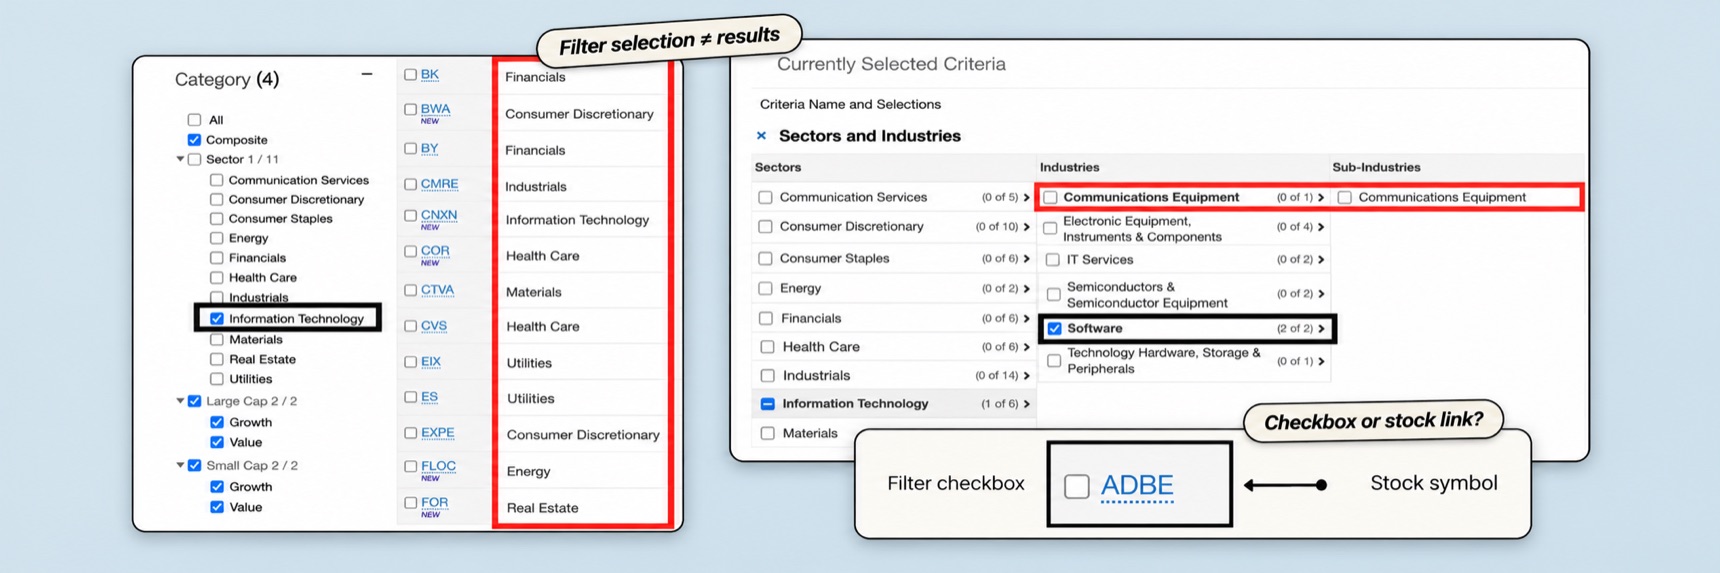 Filter selection ≠ results
Category (4)
All
Composite
Sector 1 / 11
Communication Services
Consumer Discretionary
Consumer Staples
Energy
Financials
Health Care
Industrials
Information Technology
Materials
Real Estate
Utilities
Large Cap 2 / 2
Growth
Value
Small Cap 2 / 2
Growth
Value
BK Financials
BWA Consumer Discretionary
NEW
BY Financials
CMRE Industrials
CNXN Information Technology
NEW
COR Health Care
NEW
CTVA Materials
CVS Health Care
EIX Utilities
ES Utilities
EXPE Consumer Discretionary
FLOC Energy
NEW
FOR Real Estate
NEW
Currently Selected Criteria
Criteria Name and Selections
× Sectors and Industries
Sectors Industries Sub-Industries
Communication Services (0 of 5) >
Consumer Discretionary (0 of 10) >
Consumer Staples (0 of 6) >
Energy (0 of 2) >
Financials (0 of 6) >
Health Care (0 of 6) >
Industrials (0 of 14) >
Information Technology (1 of 6) >
Materials
Communications Equipment (0 of 1) >
Electronic Equipment,
Instruments & Components (0 of 4) >
IT Services (0 of 2) >
Semiconductors &
Semiconductor Equipment (0 of 2) >
Software (2 of 2) >
Technology Hardware, Storage &
Peripherals (0 of 1) >
Communications Equipment
Checkbox or stock link?
Filter checkbox
ADBE
Stock symbol